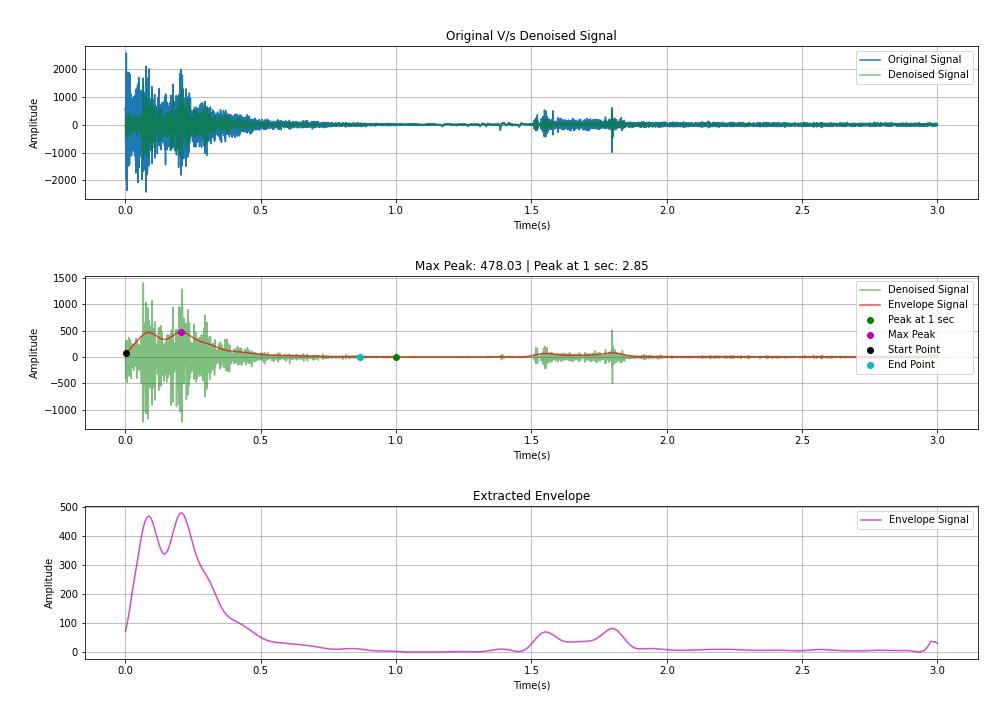 Original V/s Denoised Signal
Original Signal
Denoised Signal
Amplitude
2000
1000
0
−1000
−2000
0.0 0.5 1.0 1.5 2.0 2.5 3.0
Time(s)
Max Peak: 478.03 | Peak at 1 sec: 2.85
Denoised Signal
Envelope Signal
Peak at 1 sec
Max Peak
Start Point
End Point
Amplitude
1500
1000
500
0
−500
−1000
0.0 0.5 1.0 1.5 2.0 2.5 3.0
Time(s)
Extracted Envelope
Envelope Signal
Amplitude
500
400
300
200
100
0
0.0 0.5 1.0 1.5 2.0 2.5 3.0
Time(s)